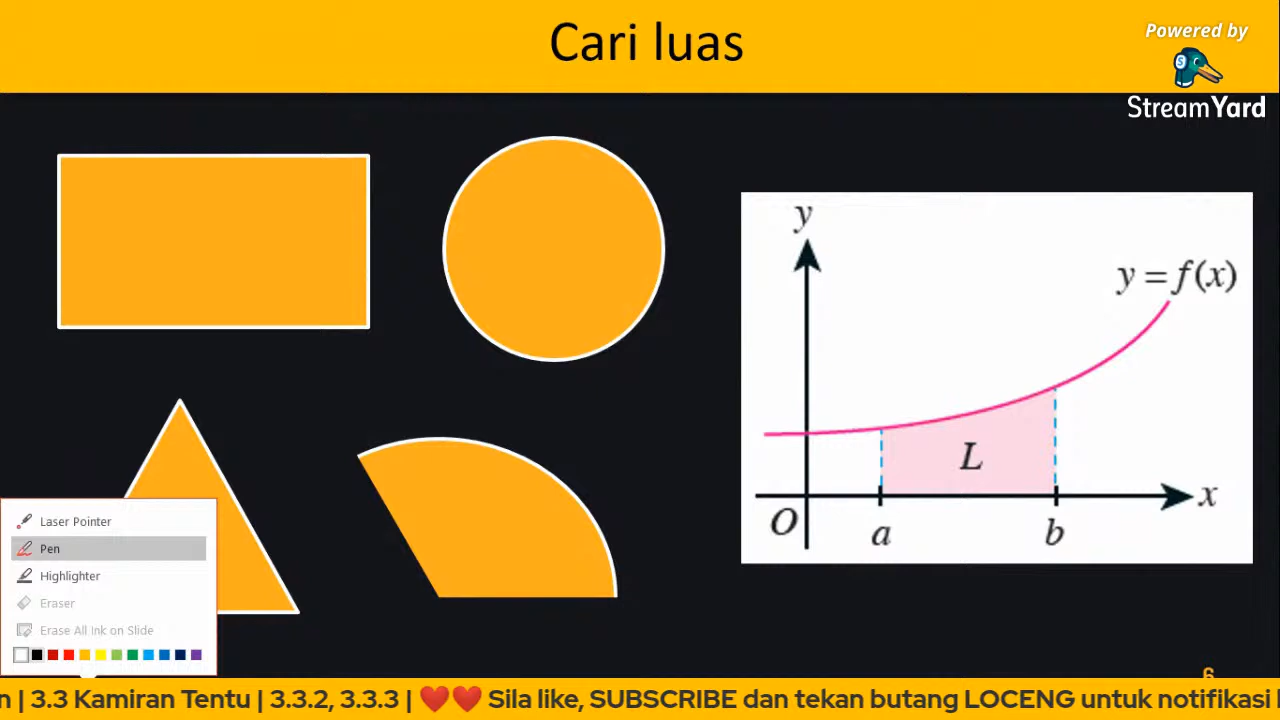 Cari luas
Powered by
StreamYard
y
y = f(x)
L
O
a
b
x
Laser Pointer
Pen
Highlighter
Eraser
Erase All Ink on Slide
6
| 3.3 Kamiran Tentu | 3.3.2, 3.3.3 | ❤️❤️ Sila like, SUBSCRIBE dan tekan butang LOCENG untuk notifikasi